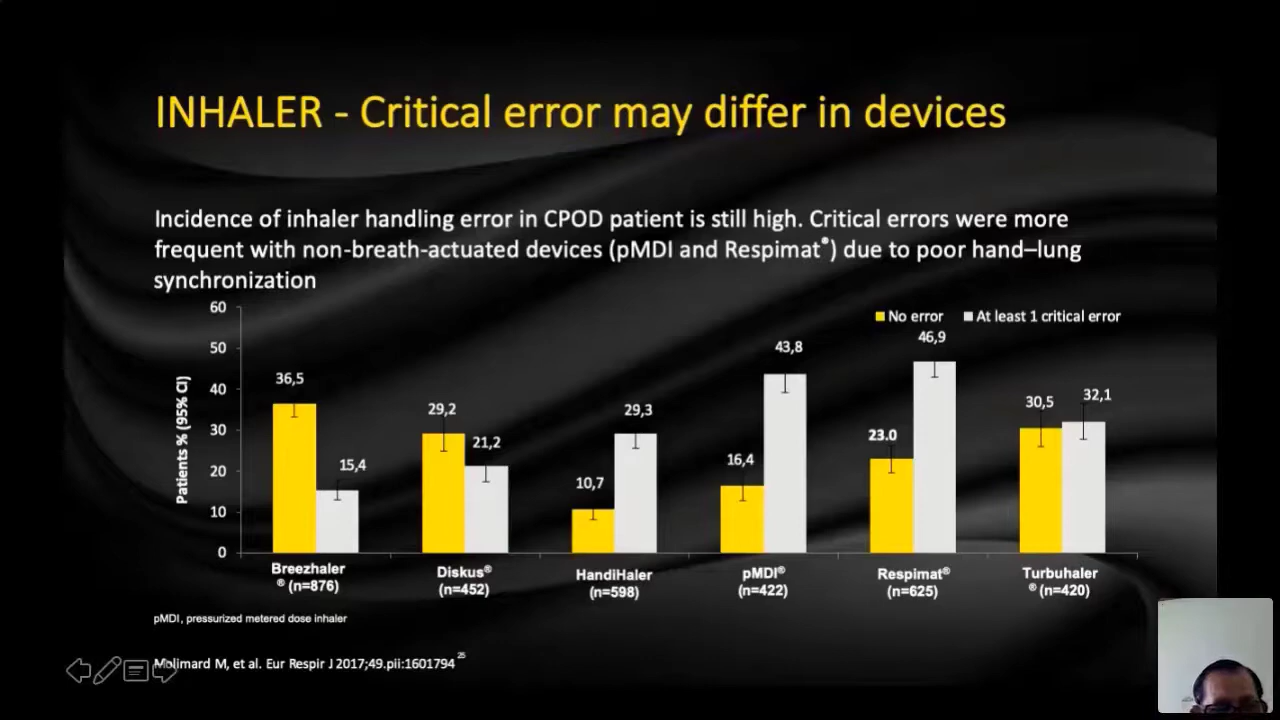 INHALER - Critical error may differ in devices
Incidence of inhaler handling error in CPOD patient is still high. Critical errors were more
frequent with non-breath-actuated devices (pMDI and Respimat®) due to poor hand–lung
synchronization
No error At least 1 critical error
Patients % (95% CI)
60
50
40
30
20
10
0
36,5
15,4
29,2
21,2
10,7
29,3
16,4
43,8
23.0
46,9
30,5
32,1
Breezhaler
® (n=876)
Diskus®
(n=452)
HandiHaler
(n=598)
pMDI®
(n=422)
Respimat®
(n=625)
Turbuhaler
® (n=420)
pMDI, pressurized metered dose inhaler
Molimard M, et al. Eur Respir J 2017;49.pii:1601794 25